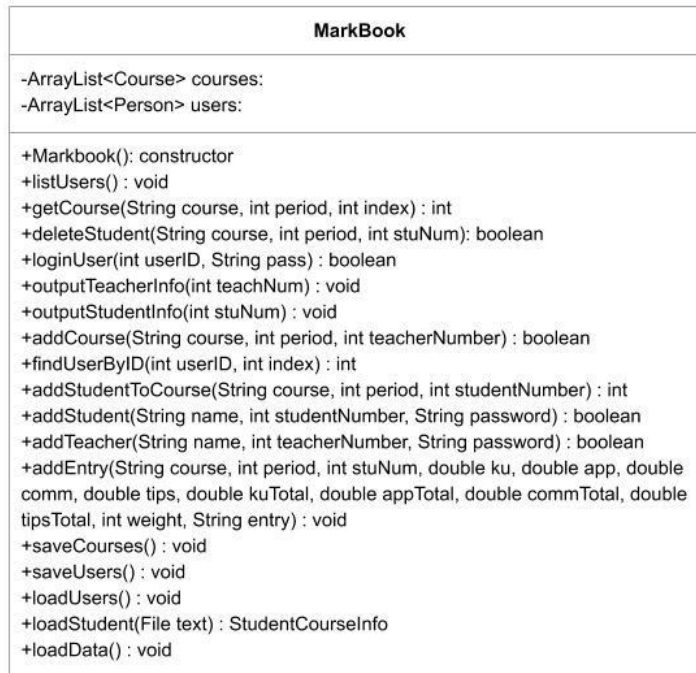 MarkBook
-ArrayList<Course> courses:
-ArrayList<Person> users:
+Markbook(): constructor
+listUsers() : void
+getCourse(String course, int period, int index) : int
+deleteStudent(String course, int period, int stuNum): boolean
+loginUser(int userID, String pass) : boolean
+outputTeacherInfo(int teachNum) : void
+outputStudentInfo(int stuNum) : void
+addCourse(String course, int period, int teacherNumber) : boolean
+findUserByID(int userID, int index) : int
+addStudentToCourse(String course, int period, int studentNumber) : int
+addStudent(String name, int studentNumber, String password) : boolean
+addTeacher(String name, int teacherNumber, String password) : boolean
+addEntry(String course, int period, int stuNum, double ku, double app, double
comm, double tips, double kuTotal, double appTotal, double commTotal, double
tipsTotal, int weight, String entry) : void
+saveCourses() : void
+saveUsers() : void
+loadUsers() : void
+loadStudent(File text) : StudentCourseInfo
+loadData() : void